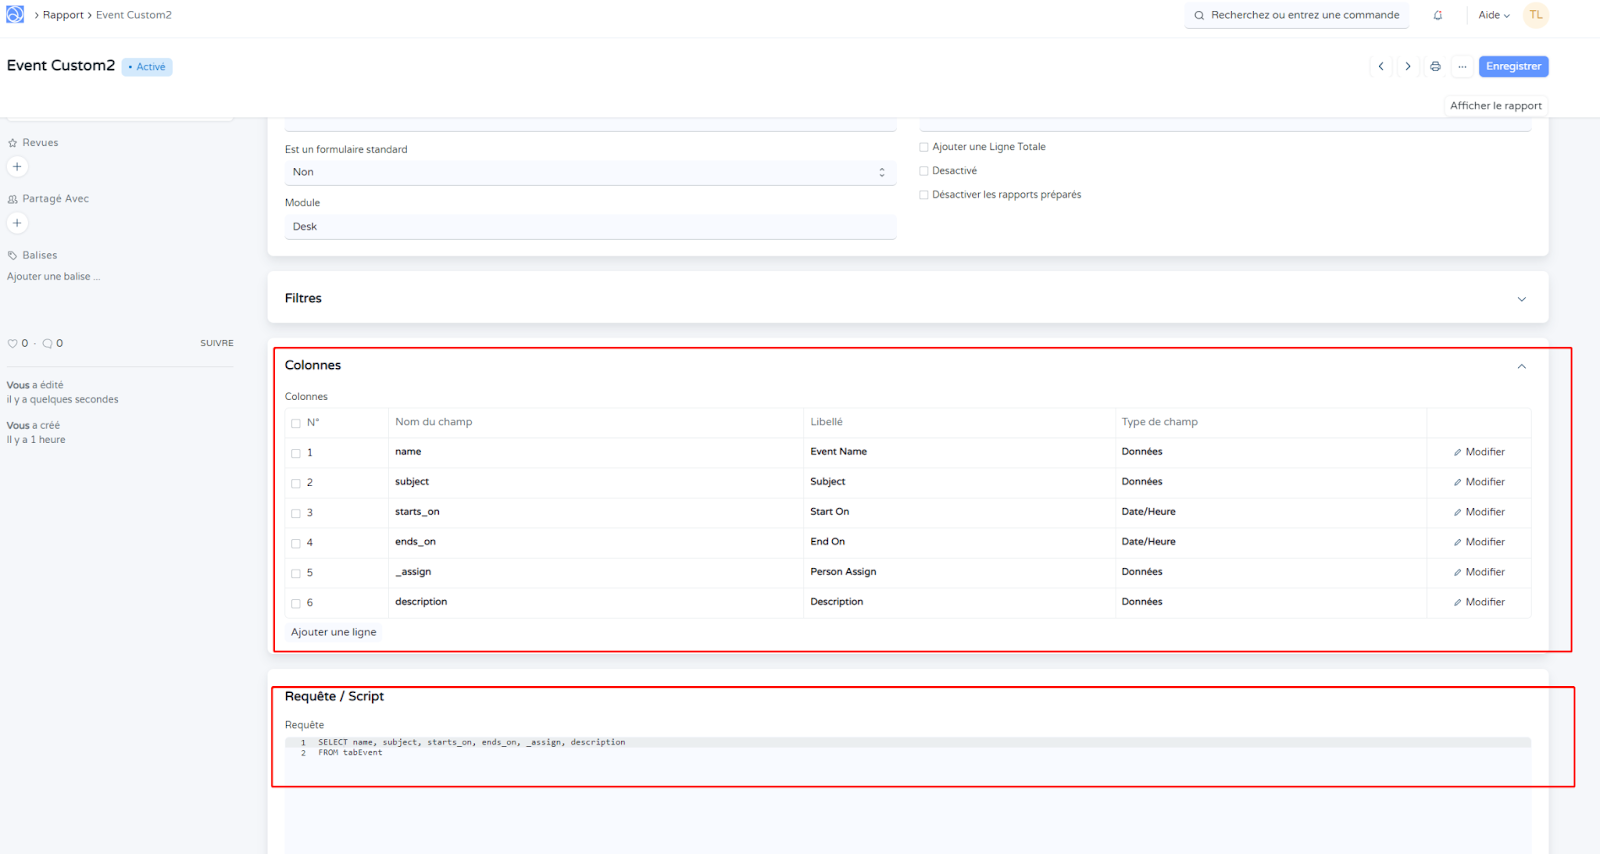 Rapport > Event Custom2
Recherchez ou entrez une commande
Aide
TL
Event Custom2
• Activé
...
Enregistrer
Afficher le rapport
Revues
+
Partagé Avec
+
Balises
Ajouter une balise ...
0 · 0
SUIVRE
Vous a édité
il y a quelques secondes
Vous a créé
Il y a 1 heure
Est un formulaire standard
Non
Module
Desk
Ajouter une Ligne Totale
Desactivé
Désactiver les rapports préparés
Filtres
Colonnes
Colonnes
N° Nom du champ Libellé Type de champ
1 name Event Name Données Modifier
2 subject Subject Données Modifier
3 starts_on Start On Date/Heure Modifier
4 ends_on End On Date/Heure Modifier
5 _assign Person Assign Données Modifier
6 description Description Données Modifier
Ajouter une ligne
Requête / Script
Requête
1 SELECT name, subject, starts_on, ends_on, _assign, description
2 FROM tabEvent